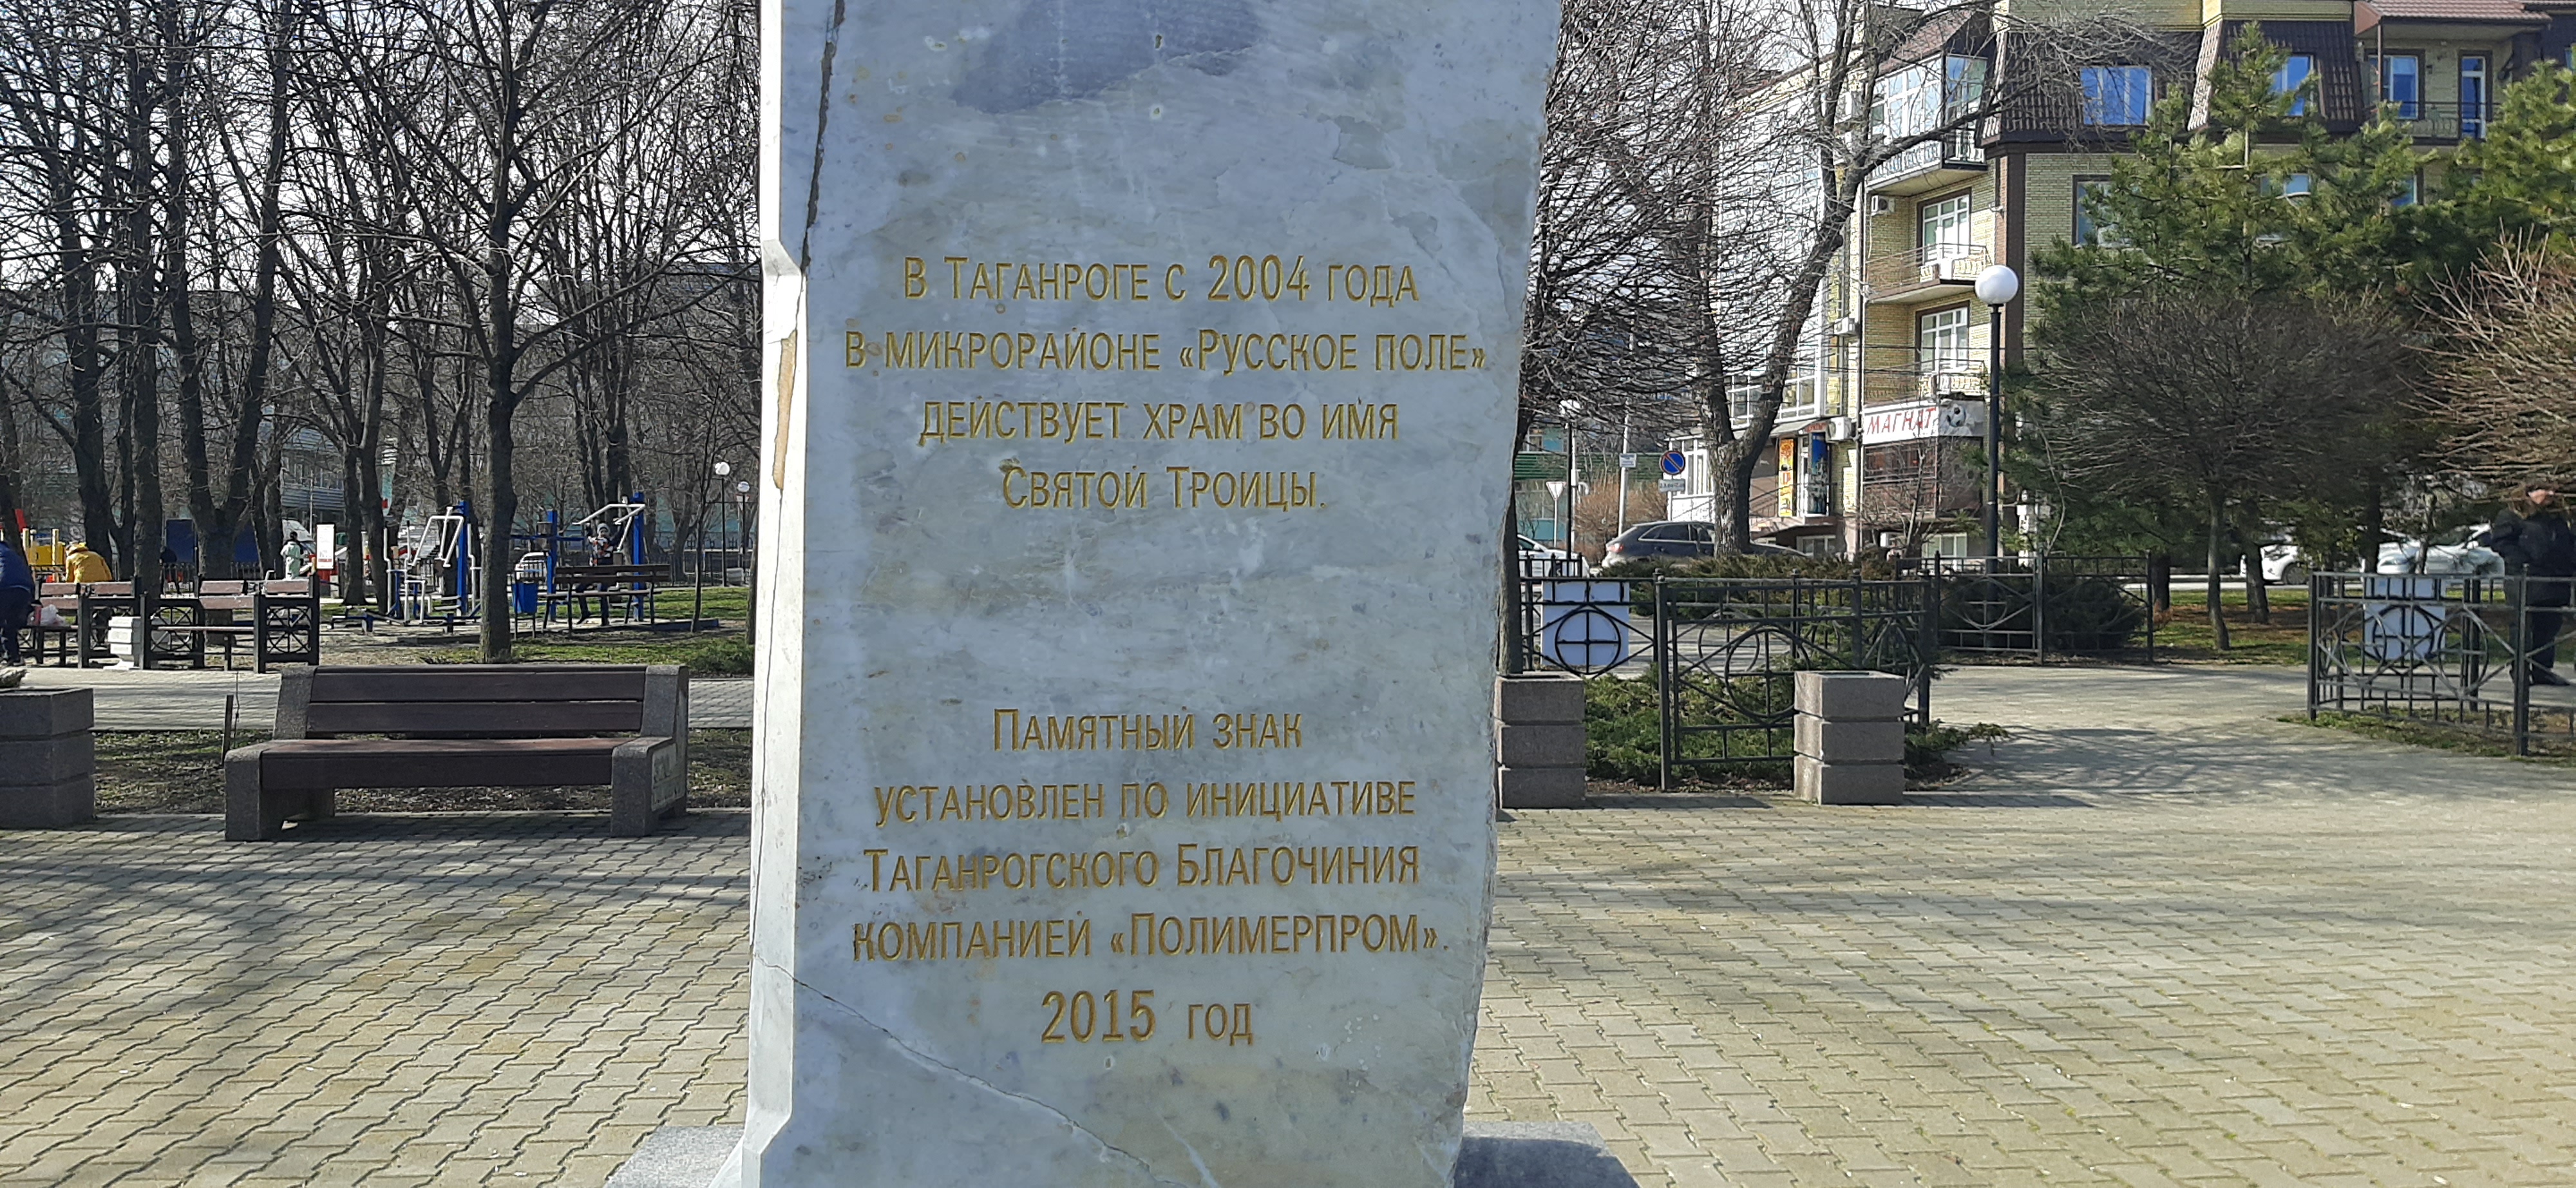 В ТАГАНРОГЕ С 2004 ГОДА
В МИКРОРАЙОНЕ «РУССКОЕ ПОЛЕ»
ДЕЙСТВУЕТ ХРАМ ВО ИМЯ
СВЯТОЙ ТРОИЦЫ.
ПАМЯТНЫЙ ЗНАК
УСТАНОВЛЕН ПО ИНИЦИАТИВЕ
ТАГАНРОГСКОГО БЛАГОЧИНИЯ
КОМПАНИЕЙ «ПОЛИМЕРПРОМ».
2015 ГОД
МАГНАТ